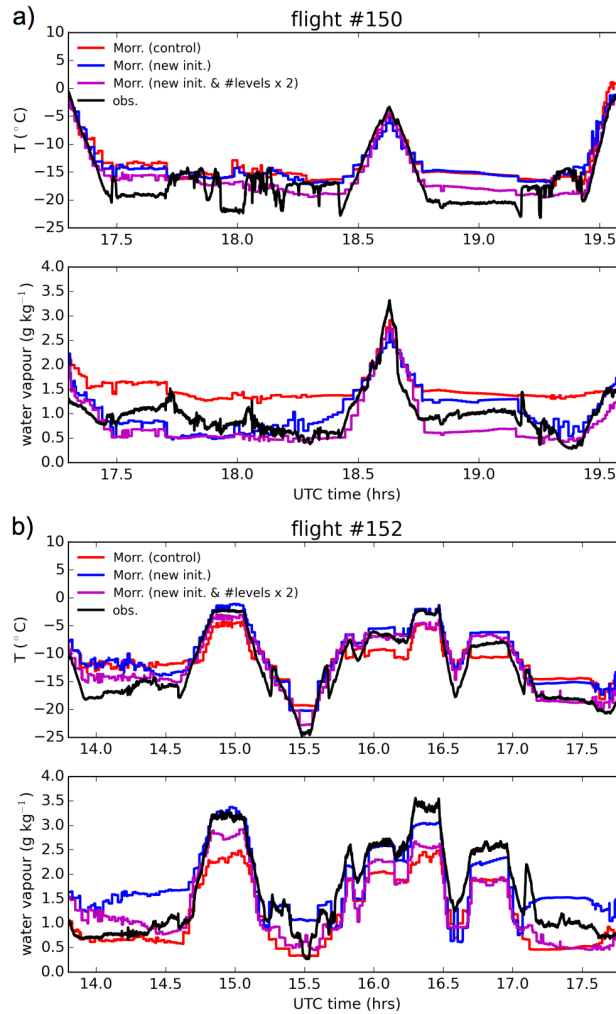 a)
flight #150
10
5
0
−5
−10
−15
−20
−25
T (°C)
Morr. (control)
Morr. (new init.)
Morr. (new init. & #levels x 2)
obs.
17.5 18.0 18.5 19.0 19.5
4.0
3.5
3.0
2.5
2.0
1.5
1.0
0.5
0.0
water vapour (g kg⁻¹)
17.5 18.0 18.5 19.0 19.5
UTC time (hrs)
b)
flight #152
10
5
0
−5
−10
−15
−20
−25
T (°C)
Morr. (control)
Morr. (new init.)
Morr. (new init. & #levels x 2)
obs.
14.0 14.5 15.0 15.5 16.0 16.5 17.0 17.5
4.0
3.5
3.0
2.5
2.0
1.5
1.0
0.5
0.0
water vapour (g kg⁻¹)
14.0 14.5 15.0 15.5 16.0 16.5 17.0 17.5
UTC time (hrs)